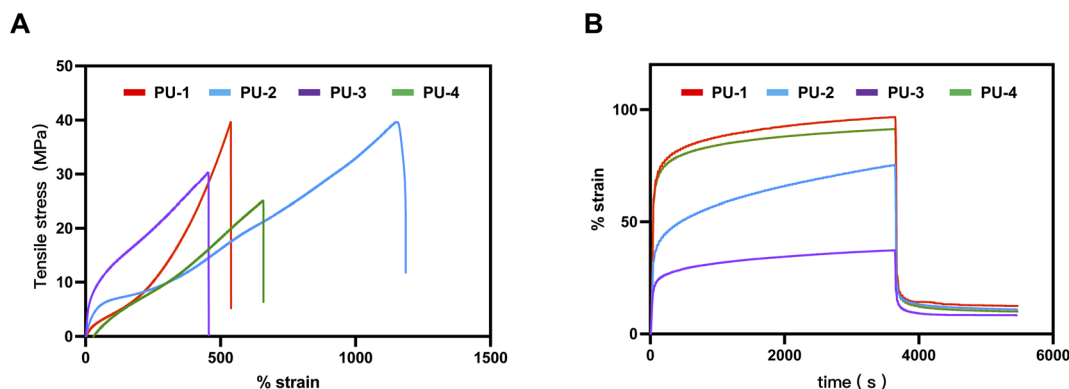 A
Tensile stress (MPa)
50
40
30
20
10
0
PU-1 PU-2 PU-3 PU-4
0 500 1000 1500
% strain
B
% strain
100
50
0
PU-1 PU-2 PU-3 PU-4
0 2000 4000 6000
time ( s )